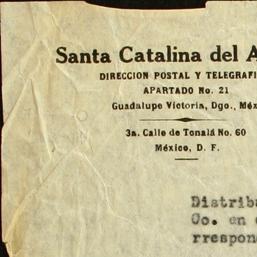 Santa Catalina del A
DIRECCION POSTAL Y TELEGRAFI
APARTADO No. 21
Guadalupe Victoria, Dgo., Méx
3a. Calle de Tonalá No. 60
México, D. F.
Distriba
Co. en
rrespon